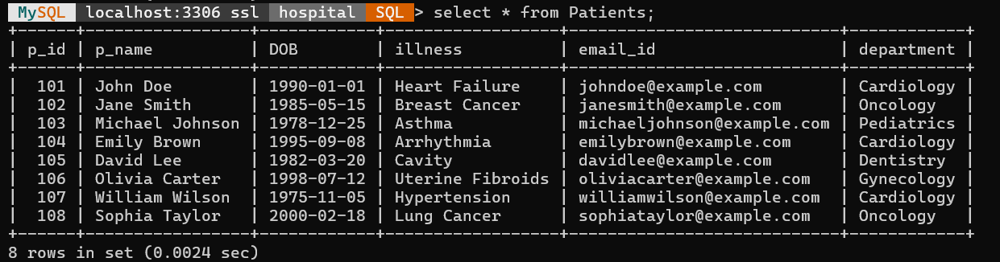 MySQL localhost:3306 ssl hospital SQL > select * from Patients;
+------+-----------------+------------+------------------+----------------------------+------------+
| p_id | p_name          | DOB        | illness          | email_id                   | department |
+------+-----------------+------------+------------------+----------------------------+------------+
|  101 | John Doe        | 1990-01-01 | Heart Failure    | johndoe@example.com        | Cardiology |
|  102 | Jane Smith      | 1985-05-15 | Breast Cancer    | janesmith@example.com      | Oncology   |
|  103 | Michael Johnson | 1978-12-25 | Asthma           | michaeljohnson@example.com | Pediatrics |
|  104 | Emily Brown     | 1995-09-08 | Arrhythmia       | emilybrown@example.com     | Cardiology |
|  105 | David Lee       | 1982-03-20 | Cavity           | davidlee@example.com       | Dentistry  |
|  106 | Olivia Carter   | 1998-07-12 | Uterine Fibroids | oliviacarter@example.com   | Gynecology |
|  107 | William Wilson  | 1975-11-05 | Hypertension     | williamwilson@example.com  | Cardiology |
|  108 | Sophia Taylor   | 2000-02-18 | Lung Cancer      | sophiataylor@example.com   | Oncology   |
+------+-----------------+------------+------------------+----------------------------+------------+
8 rows in set (0.0024 sec)